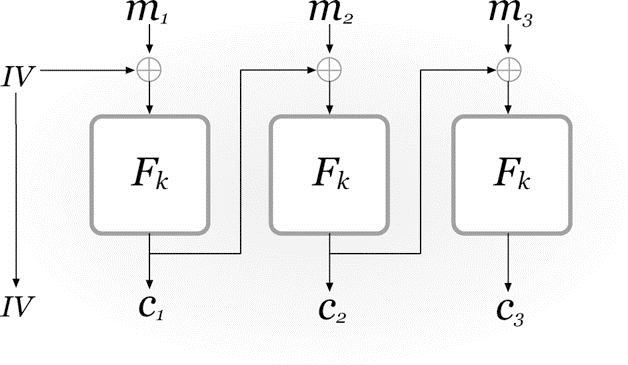 m₁ m₂ m₃
IV
Fₖ Fₖ Fₖ
IV c₁ c₂ c₃